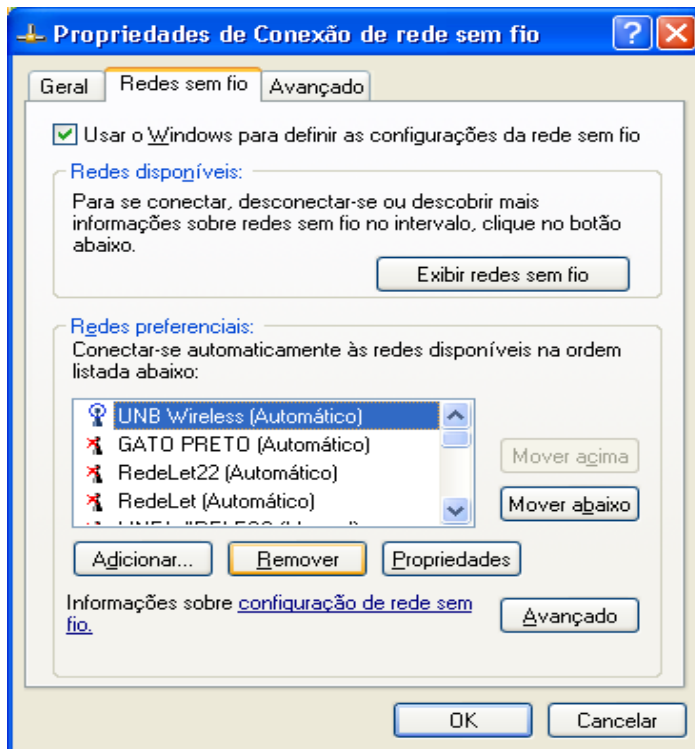 Propriedades de Conexão de rede sem fio
Geral
Redes sem fio
Avançado
Usar o Windows para definir as configurações da rede sem fio
Redes disponíveis:
Para se conectar, desconectar-se ou descobrir mais
informações sobre redes sem fio no intervalo, clique no botão
abaixo.
Exibir redes sem fio
Redes preferenciais:
Conectar-se automaticamente às redes disponíveis na ordem
listada abaixo:
UNB Wireless (Automático)
GATO PRETO (Automático)
RedeLet22 (Automático)
RedeLet (Automático)
Mover acima
Mover abaixo
Adicionar...
Remover
Propriedades
Informações sobre configuração de rede sem
fio.
Avançado
OK
Cancelar